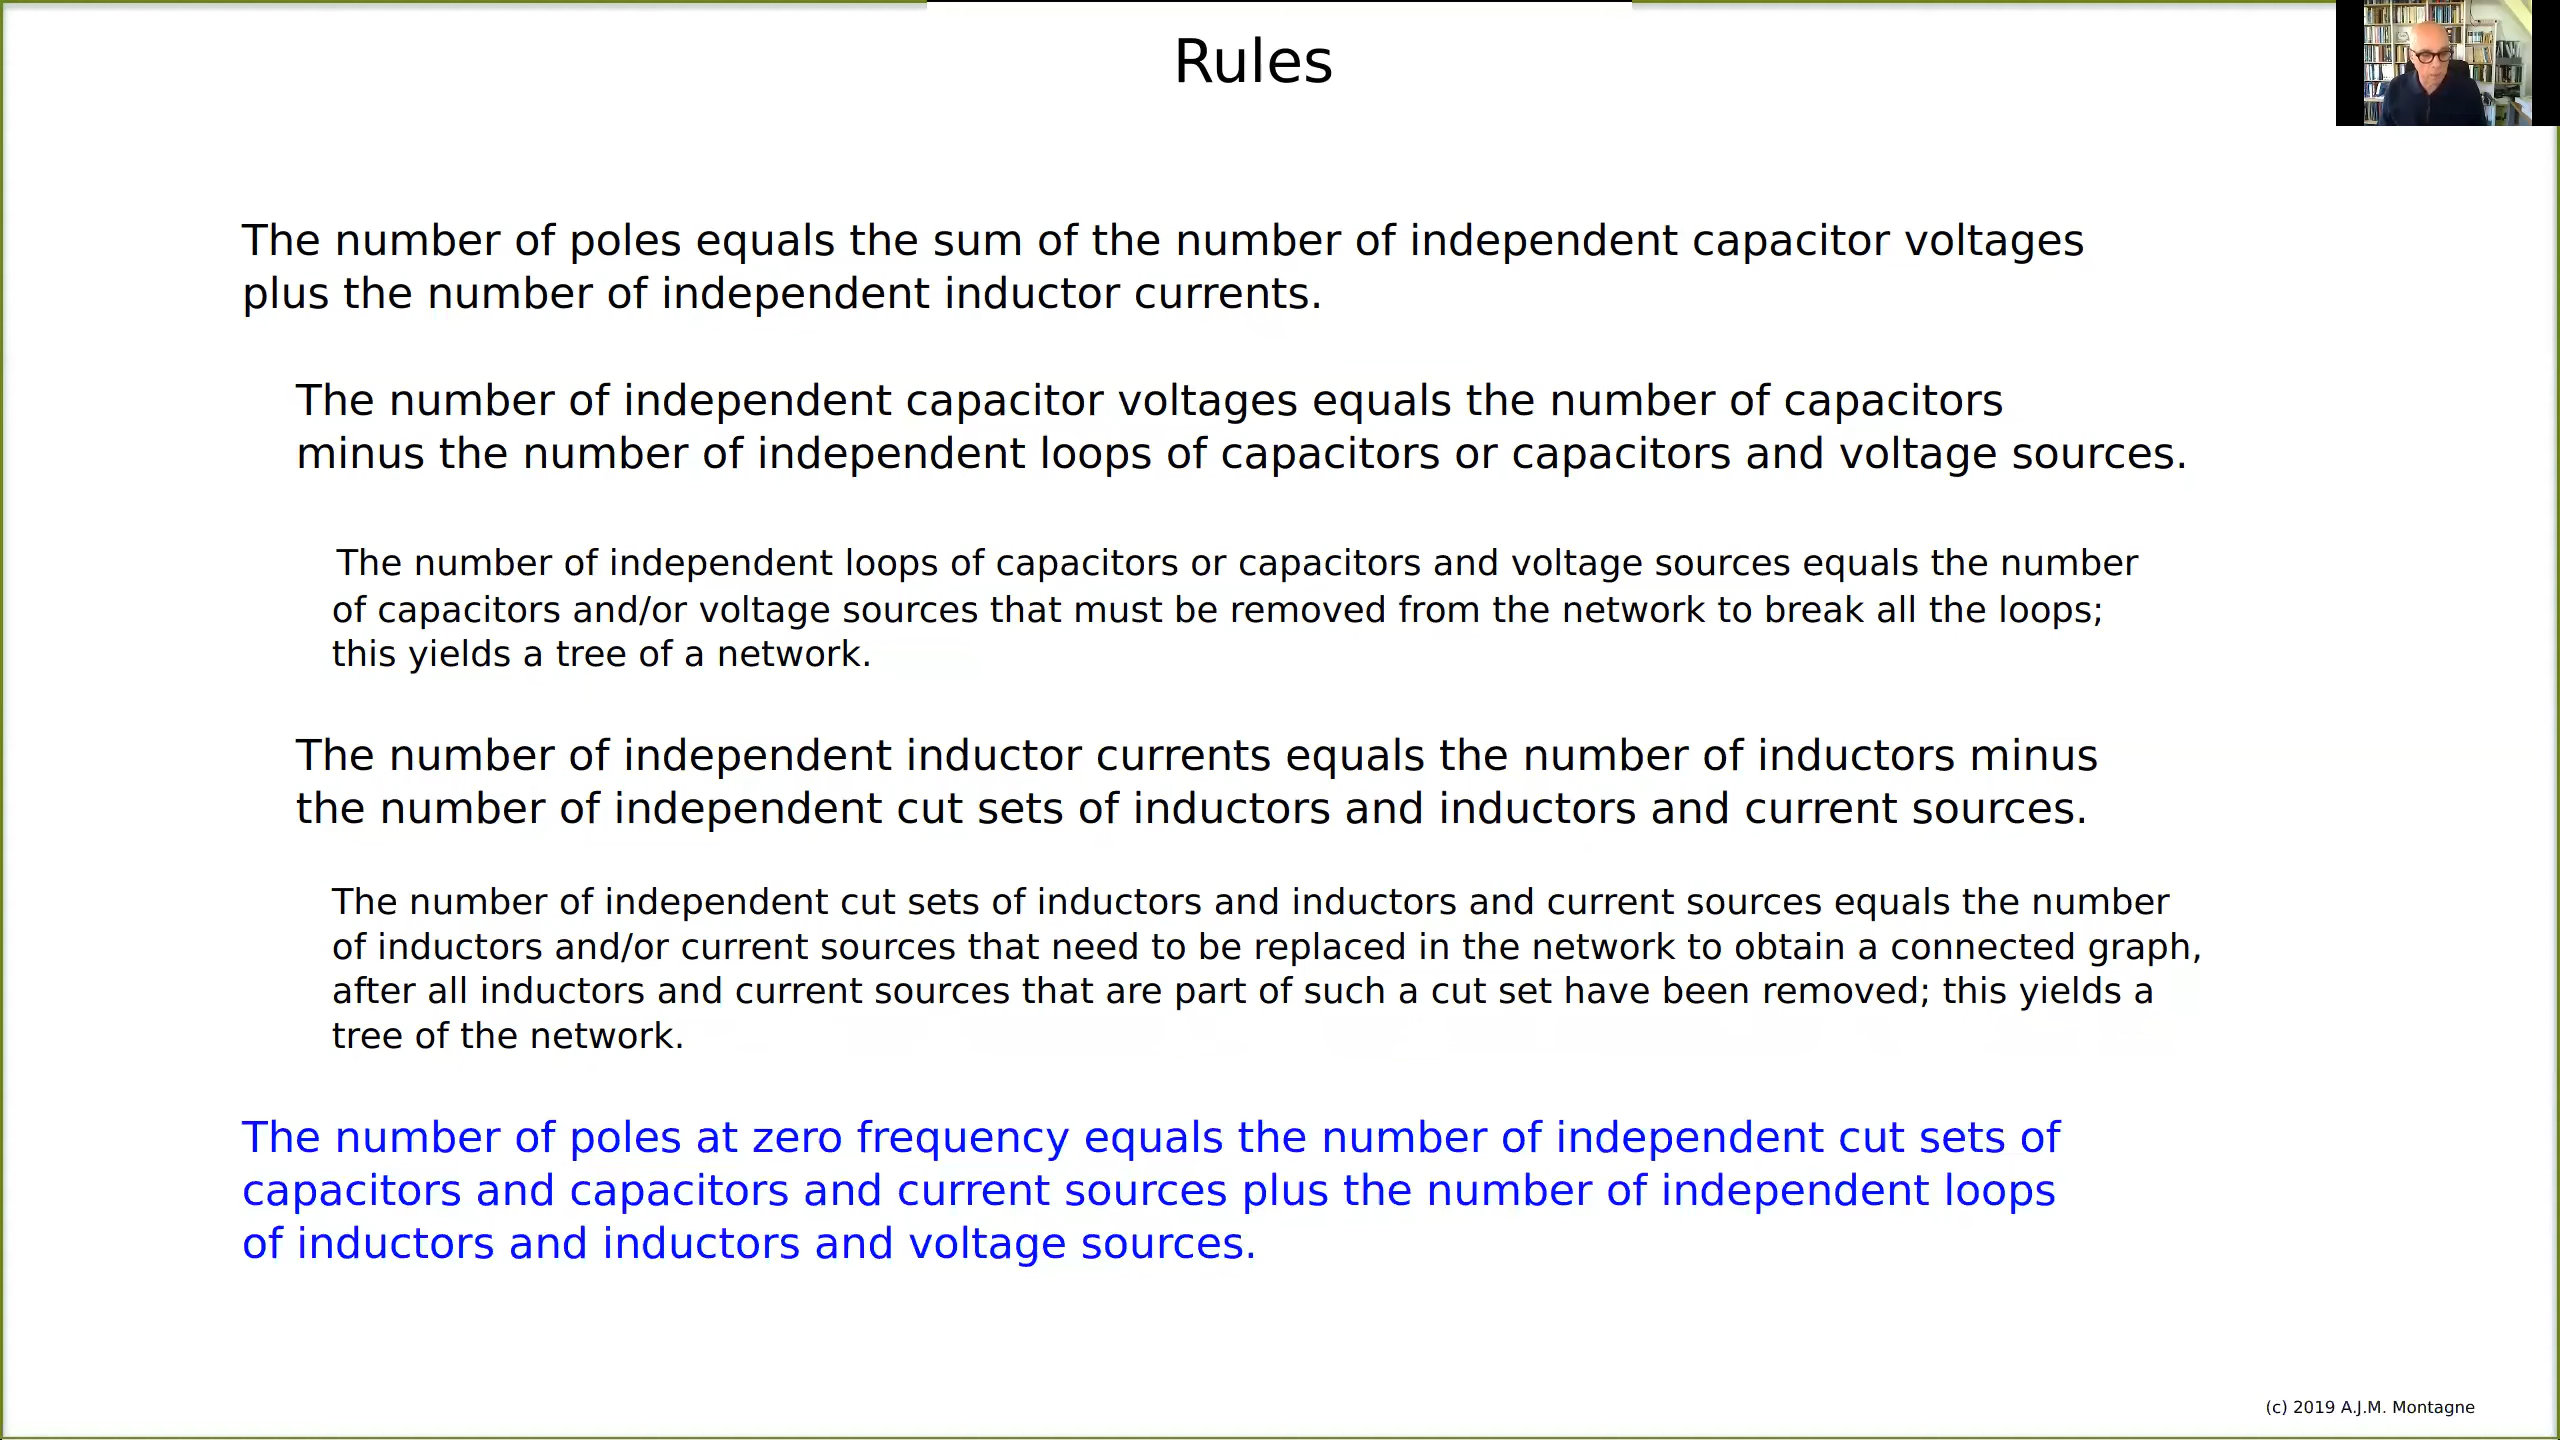 Rules
The number of poles equals the sum of the number of independent capacitor voltages
plus the number of independent inductor currents.
The number of independent capacitor voltages equals the number of capacitors
minus the number of independent loops of capacitors or capacitors and voltage sources.
The number of independent loops of capacitors or capacitors and voltage sources equals the number
of capacitors and/or voltage sources that must be removed from the network to break all the loops;
this yields a tree of a network.
The number of independent inductor currents equals the number of inductors minus
the number of independent cut sets of inductors and inductors and current sources.
The number of independent cut sets of inductors and inductors and current sources equals the number
of inductors and/or current sources that need to be replaced in the network to obtain a connected graph,
after all inductors and current sources that are part of such a cut set have been removed; this yields a
tree of the network.
The number of poles at zero frequency equals the number of independent cut sets of
capacitors and capacitors and current sources plus the number of independent loops
of inductors and inductors and voltage sources.
(c) 2019 A.J.M. Montagne